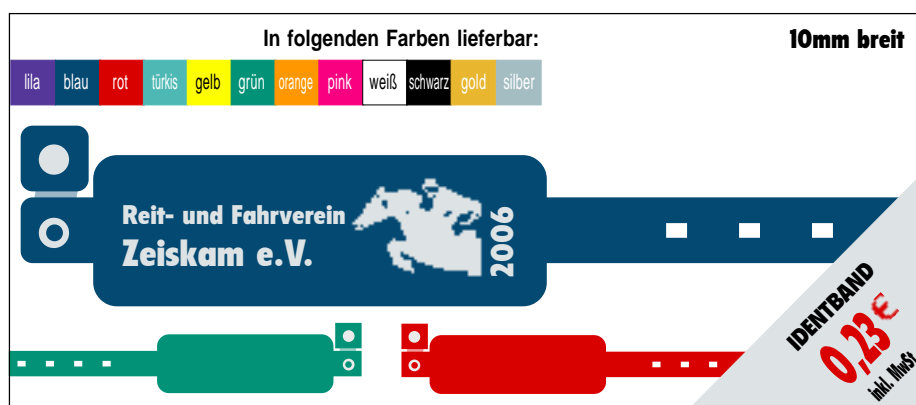 In folgenden Farben lieferbar:
10mm breit
lila blau rot türkis gelb grün orange pink weiß schwarz gold silber
Reit- und Fahrverein
Zeiskam e.V.
2006
IDENTBAND
0,23€
inkl. MwSt.